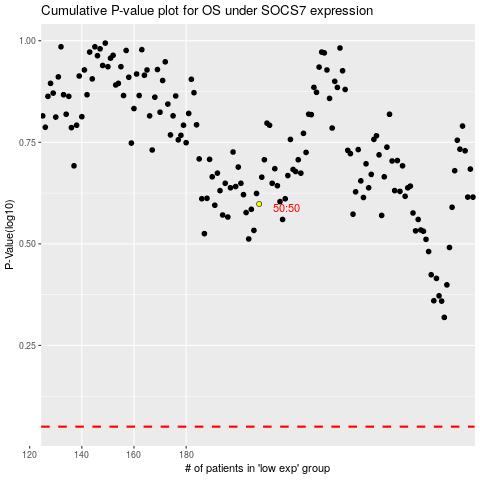 Cumulative P-value plot for OS under SOCS7 expression
P-Value(log10)
1.00
0.75
0.50
0.25
50:50
120 140 160 180
# of patients in 'low exp' group